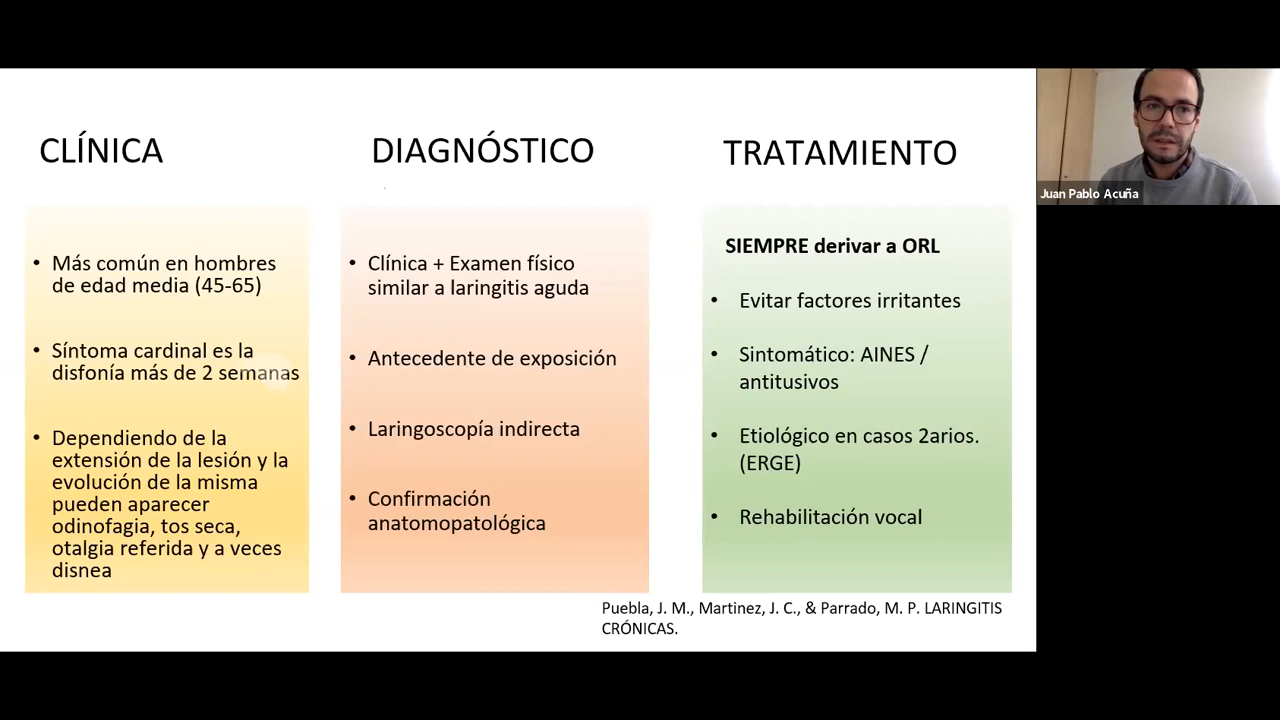 CLÍNICA
• Más común en hombres
de edad media (45-65)
• Síntoma cardinal es la
disfonía más de 2 semanas
• Dependiendo de la
extensión de la lesión y la
evolución de la misma
pueden aparecer
odinofagia, tos seca,
otalgia referida y a veces
disnea
DIAGNÓSTICO
• Clínica + Examen físico
similar a laringitis aguda
• Antecedente de exposición
• Laringoscopía indirecta
• Confirmación
anatomopatológica
TRATAMIENTO
SIEMPRE derivar a ORL
• Evitar factores irritantes
• Sintomático: AINES /
antitusivos
• Etiológico en casos 2arios.
(ERGE)
• Rehabilitación vocal
Puebla, J. M., Martinez, J. C., & Parrado, M. P. LARINGITIS
CRÓNICAS.
Juan Pablo Acuña